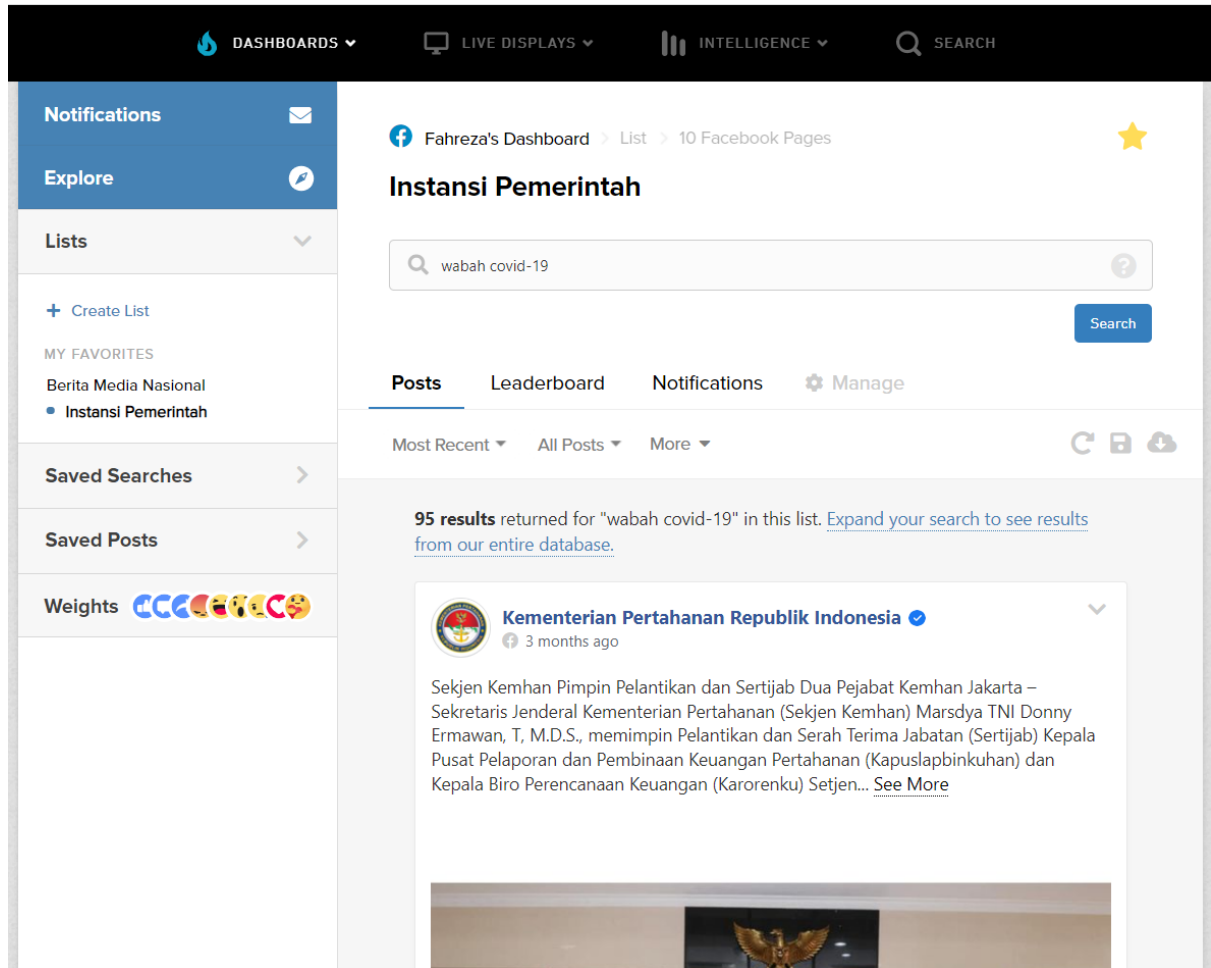 DASHBOARDS
LIVE DISPLAYS
INTELLIGENCE
SEARCH
Notifications
Explore
Lists
+ Create List
MY FAVORITES
Berita Media Nasional
Instansi Pemerintah
Saved Searches
Saved Posts
Weights
Fahreza's Dashboard > List > 10 Facebook Pages
Instansi Pemerintah
wabah covid-19
?
Search
Posts
Leaderboard
Notifications
Manage
Most Recent
All Posts
More
95 results returned for "wabah covid-19" in this list. Expand your search to see results
from our entire database.
Kementerian Pertahanan Republik Indonesia
3 months ago
Sekjen Kemhan Pimpin Pelantikan dan Sertijab Dua Pejabat Kemhan Jakarta –
Sekretaris Jenderal Kementerian Pertahanan (Sekjen Kemhan) Marsdya TNI Donny
Ermawan, T, M.D.S., memimpin Pelantikan dan Serah Terima Jabatan (Sertijab) Kepala
Pusat Pelaporan dan Pembinaan Keuangan Pertahanan (Kapuslapbinkuhan) dan
Kepala Biro Perencanaan Keuangan (Karorenku) Setjen... See More